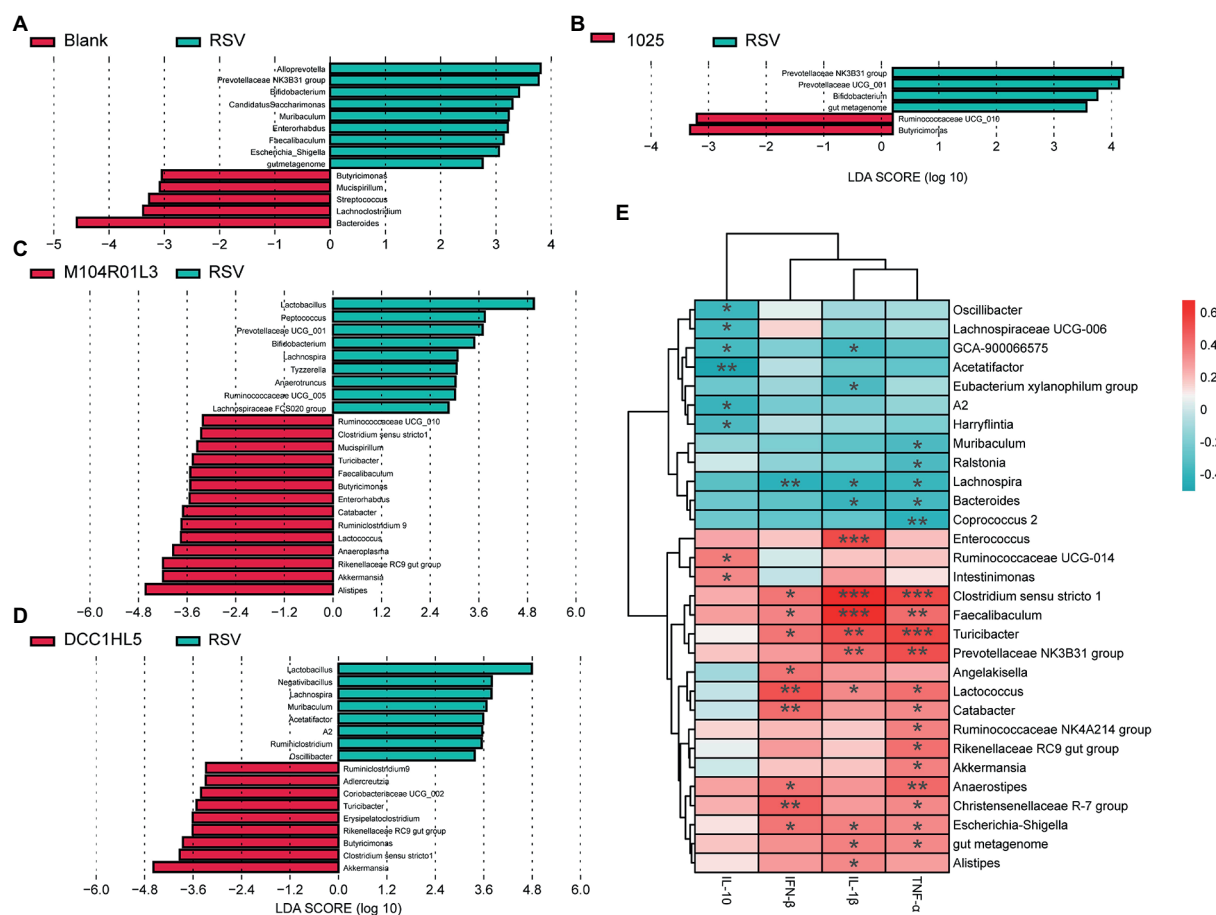 A
Blank
RSV
Alloprevotella
Prevotellaceae NK3B31 group
Bifidobacterium
CandidatusSaccharimonas
Muribaculum
Enterorhabdus
Faecalibaculum
Escherichia_Shigella
gutmetagenome
Butyricimonas
Mucispirillum
Streptococcus
Lachnoclostridium
Bacteroides
−5 −4 −3 −2 −1 0 1 2 3 4
B
1025
RSV
Prevotellaceae NK3B31 group
Prevotellaceae UCG_001
Bifidobacterium
gut metagenome
Ruminococcaceae UCG_010
Butyricimonas
−4 −3 −2 −1 0 1 2 3 4
LDA SCORE (log 10)
C
M104R01L3
RSV
Lactobacillus
Peptococcus
Prevotellaceae UCG_001
Bifidobacterium
Lachnospira
Tyzzerella
Anaerotruncus
Ruminococcaceae UCG_005
Lachnospiraceae FCS020 group
Ruminococcaceae UCG_010
Clostridium sensu stricto1
Mucispirillum
Turicibacter
Faecalibaculum
Butyricimonas
Enterorhabdus
Catabacter
Ruminiclostridium 9
Lactococcus
Anaeroplasma
Rikenellaceae RC9 gut group
Akkermansia
Alistipes
−6.0 −4.8 −3.6 −2.4 −1.2 0.0 1.2 2.4 3.6 4.8 6.0
D
DCC1HL5
RSV
Lactobacillus
Negativibacillus
Lachnospira
Muribaculum
Acetatifactor
A2
Ruminiclostridium
Oscillibacter
Ruminiclostridium9
Adlercreutzia
Coriobacteriaceae UCG_002
Turicibacter
Erysipelatoclostridium
Rikenellaceae RC9 gut group
Butyricimonas
Clostridium sensu stricto1
Akkermansia
−6.0 −4.8 −3.6 −2.4 −1.2 0.0 1.2 2.4 3.6 4.8 6.0
LDA SCORE (log 10)
E
* Oscillibacter
* Lachnospiraceae UCG-006
* * GCA-900066575
** Acetatifactor
* Eubacterium xylanophilum group
* A2
* Harryflintia
* Muribaculum
* Ralstonia
** * * Lachnospira
* * Bacteroides
** Coprococcus 2
*** Enterococcus
* Ruminococcaceae UCG-014
* Intestinimonas
* *** *** Clostridium sensu stricto 1
* *** ** Faecalibaculum
* ** *** Turicibacter
** ** Prevotellaceae NK3B31 group
* Angelakisella
** * * Lactococcus
** * Catabacter
* Ruminococcaceae NK4A214 group
* Rikenellaceae RC9 gut group
* Akkermansia
* ** Anaerostipes
** * Christensenellaceae R-7 group
* * * Escherichia-Shigella
* * gut metagenome
* Alistipes
IL-10
IFN-β
IL-1β
TNF-α
0.6
0.4
0.2
0